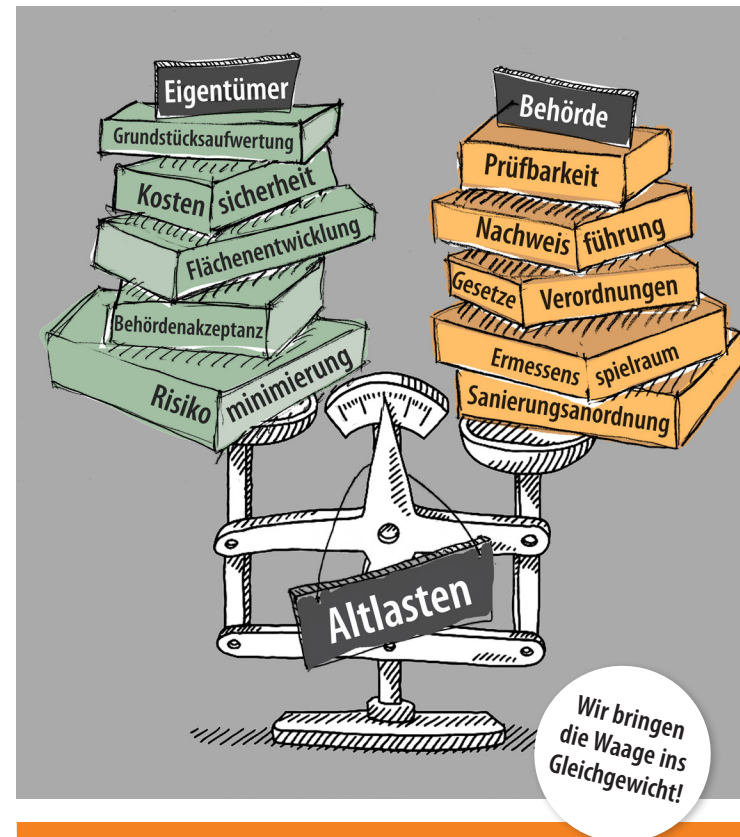 Eigentümer
Grundstücksaufwertung
Kosten sicherheit
Flächenentwicklung
Behördenakzeptanz
Risiko minimierung
Behörde
Prüfbarkeit
Nachweis führung
Gesetze Verordnungen
Ermessens spielraum
Sanierungsanordnung
Altlasten
Wir bringen
die Waage ins
Gleichgewicht!